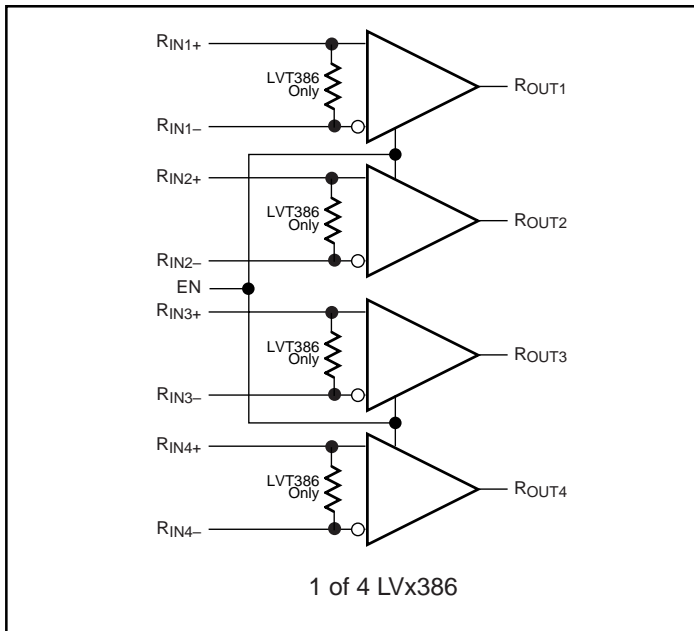 RIN1+
LVT386
Only
ROUT1
RIN1–
RIN2+
LVT386
Only
ROUT2
RIN2–
EN
RIN3+
LVT386
Only
ROUT3
RIN3–
RIN4+
LVT386
Only
ROUT4
RIN4–
1 of 4 LVx386